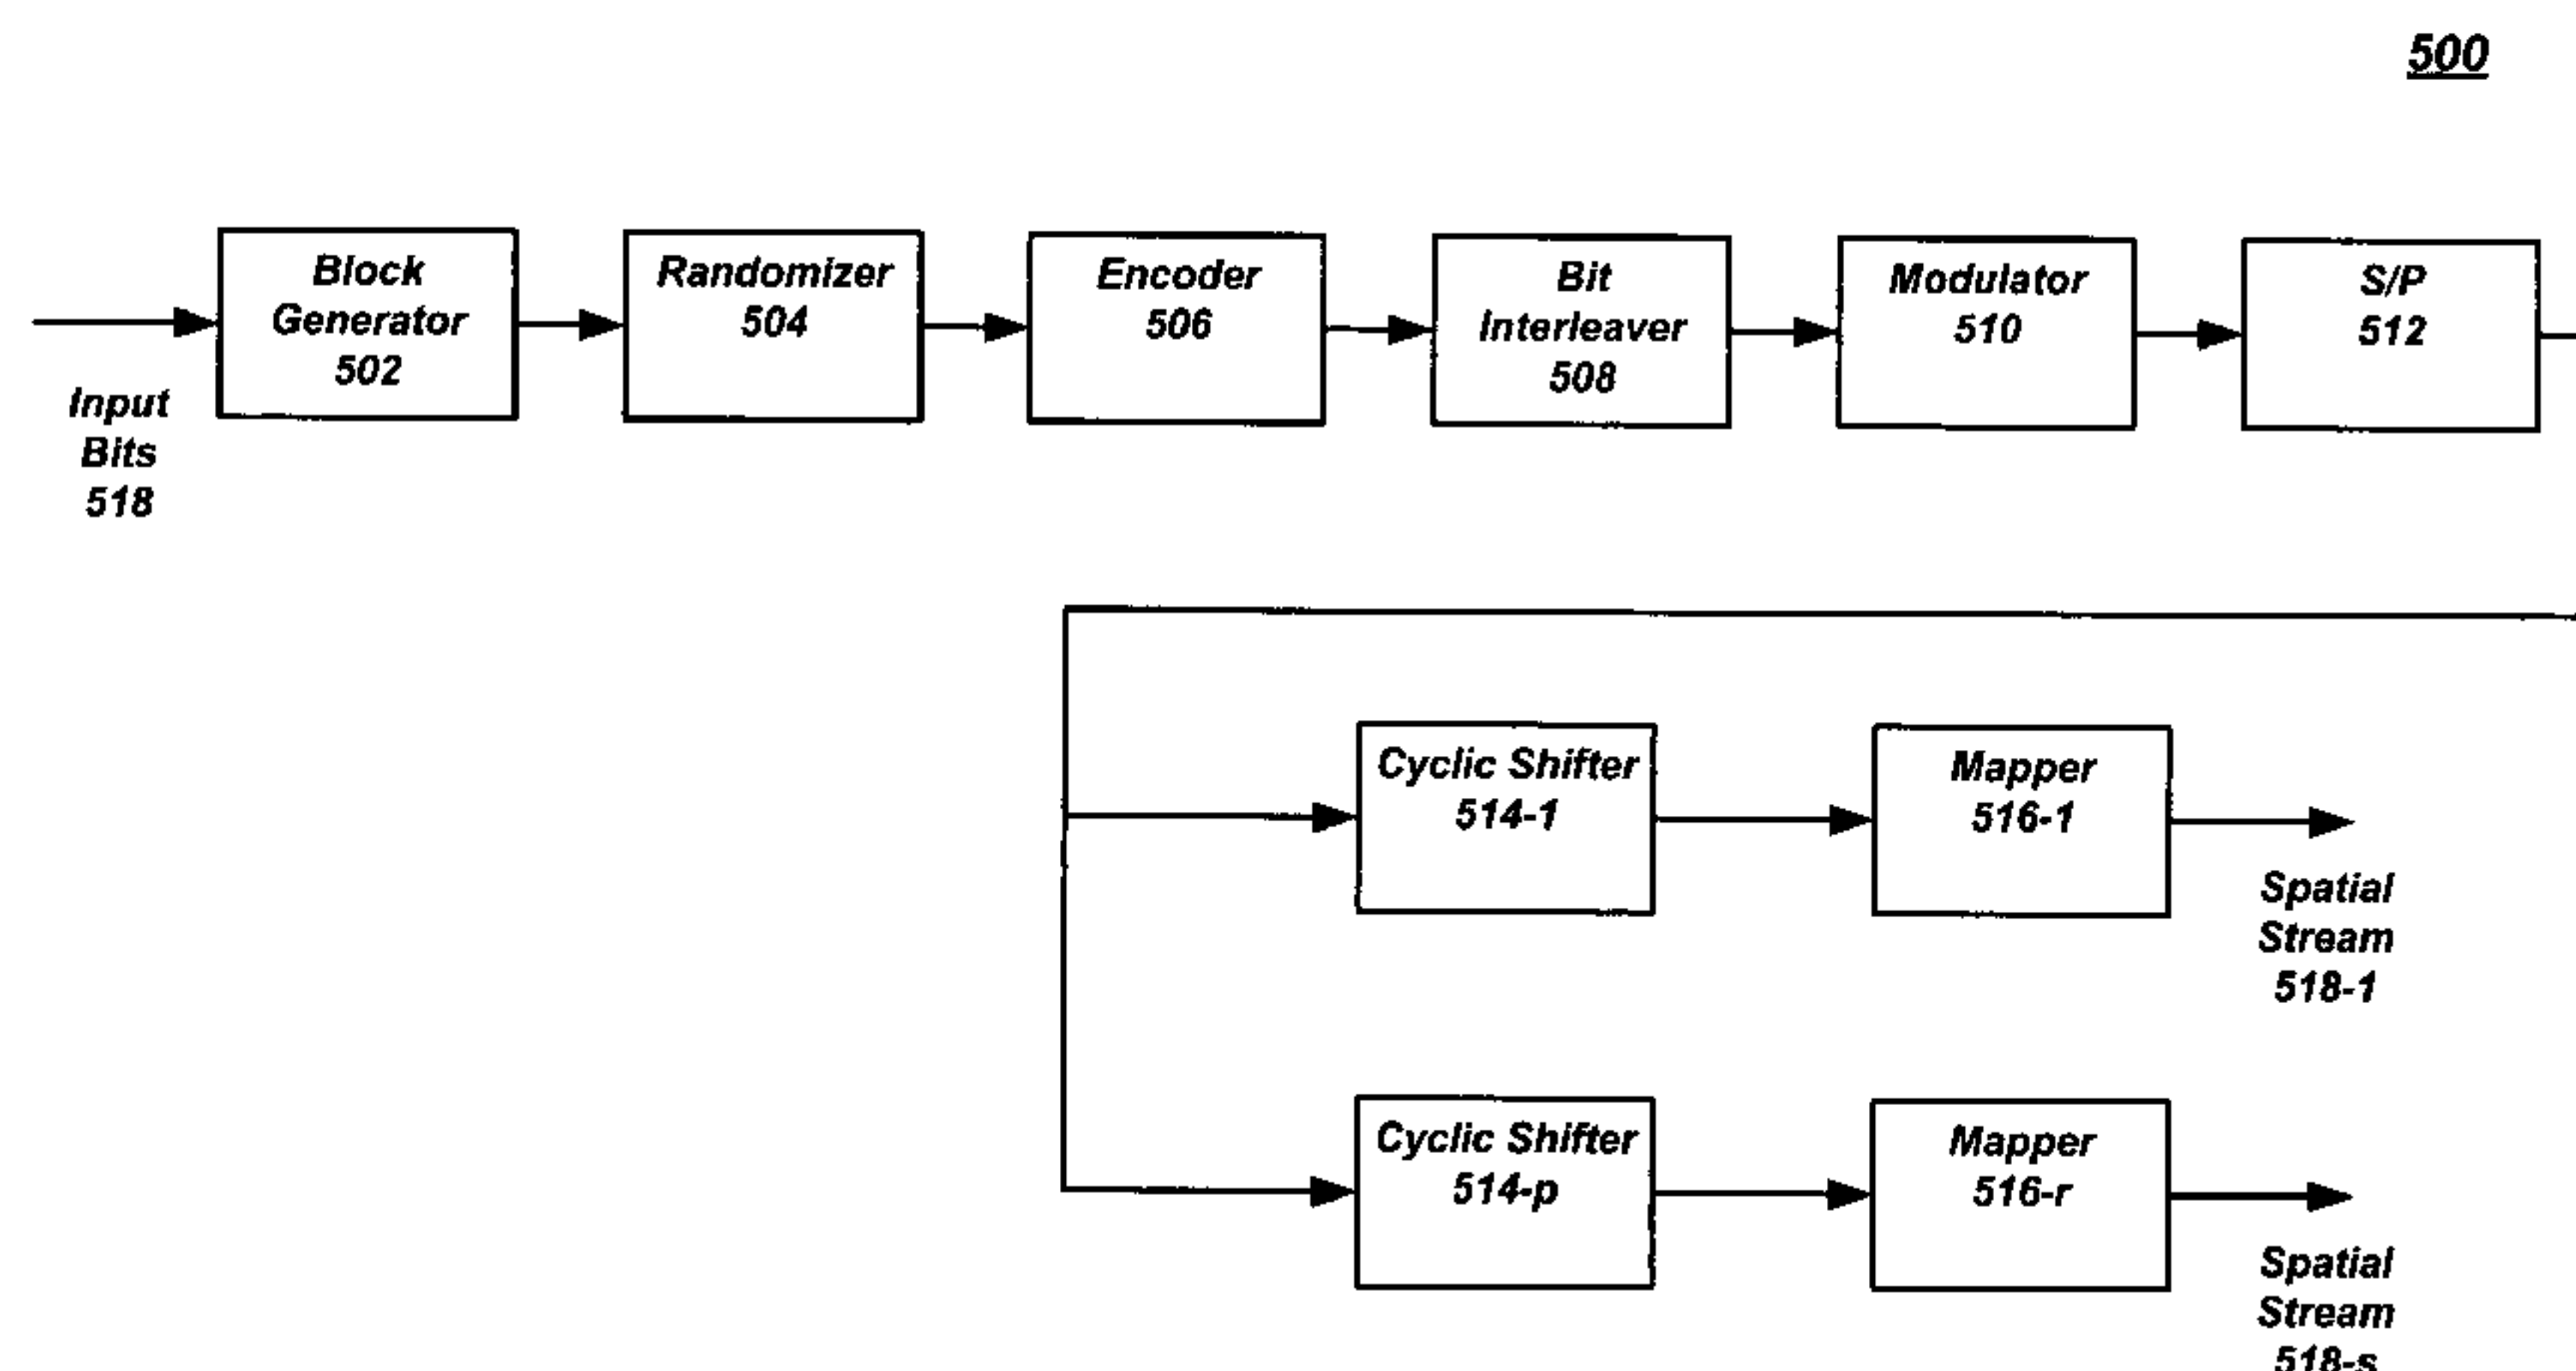 500
Block
Generator
502
Randomizer
504
Encoder
506
Bit
Interleaver
508
Modulator
510
S/P
512
Input
Bits
518
Cyclic Shifter
514-1
Mapper
516-1
Spatial
Stream
518-1
Cyclic Shifter
514-p
Mapper
516-r
Spatial
Stream
518-s